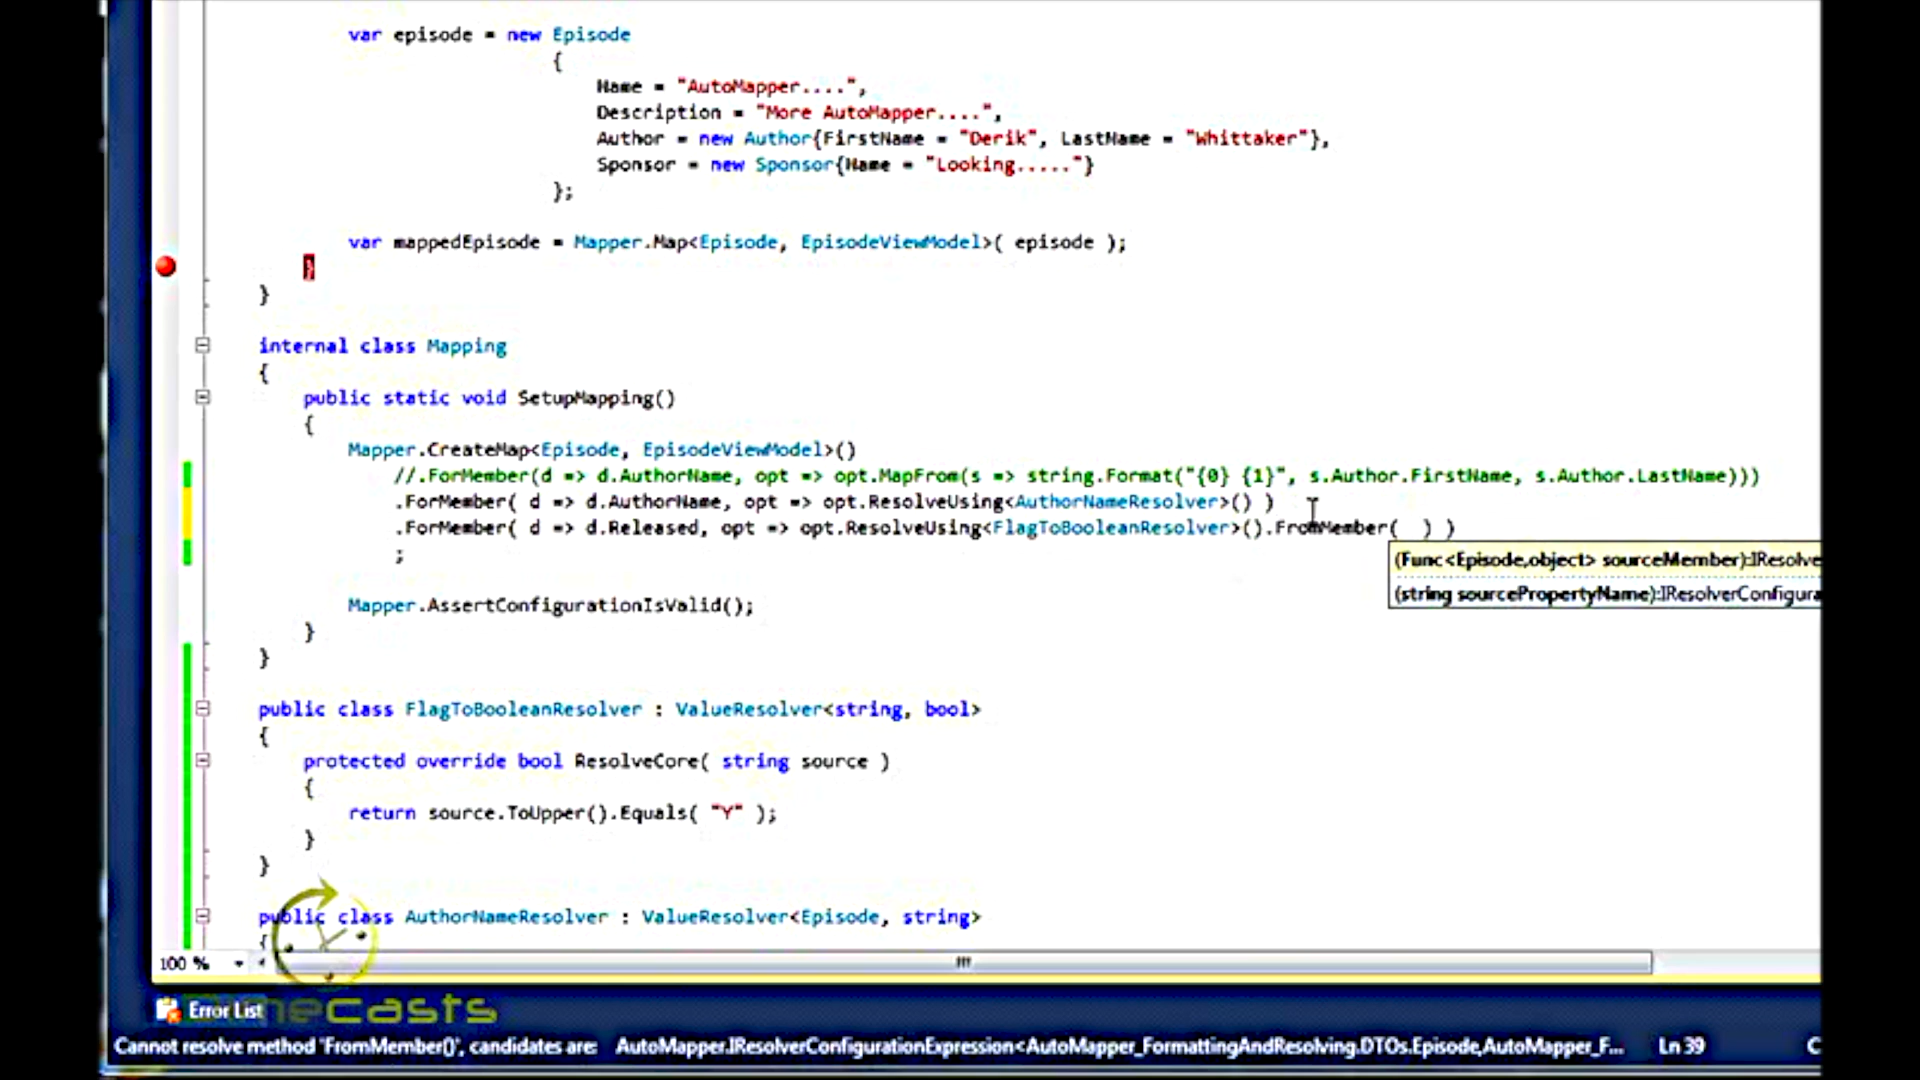 var episode = new Episode
{
Name = "AutoMapper....",
Description = "More AutoMapper....",
Author = new Author{FirstName = "Derik", LastName = "Whittaker"},
Sponsor = new Sponsor{Name = "Looking....."}
};
var mappedEpisode = Mapper.Map<Episode, EpisodeViewModel>( episode );
}
}
internal class Mapping
{
public static void SetupMapping()
{
Mapper.CreateMap<Episode, EpisodeViewModel>()
//.ForMember(d => d.AuthorName, opt => opt.MapFrom(s => string.Format("{0} {1}", s.Author.FirstName, s.Author.LastName)))
.ForMember( d => d.AuthorName, opt => opt.ResolveUsing<AuthorNameResolver>() )
.ForMember( d => d.Released, opt => opt.ResolveUsing<FlagToBooleanResolver>().FromMember(  ) )
;
(Func<Episode,object> sourceMember):IResolve
(string sourcePropertyName):IResolverConfigura
Mapper.AssertConfigurationIsValid();
}
}
public class FlagToBooleanResolver : ValueResolver<string, bool>
{
protected override bool ResolveCore( string source )
{
return source.ToUpper().Equals( "Y" );
}
}
public class AuthorNameResolver : ValueResolver<Episode, string>
{
100 %
Error List
Cannot resolve method 'FromMember()', candidates are: AutoMapper.IResolverConfigurationExpression<AutoMapper_FormattingAndResolving.DTOs.Episode,AutoMapper_F... Ln 39 C